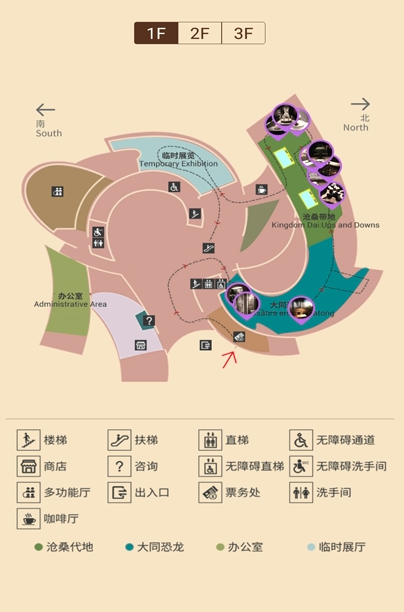 1F 2F 3F
南
South
北
North
临时展览
Temporary Exhibition
沧桑带地
Kingdom Dai:Ups and Downs
办公室
Administrative Area
大同
?
楼梯 扶梯 直梯 无障碍通道
商店 ? 咨询 无障碍直梯 WC 无障碍洗手间
多功能厅 出入口 票务处 洗手间
咖啡厅
沧桑代地 大同恐龙 办公室 临时展厅